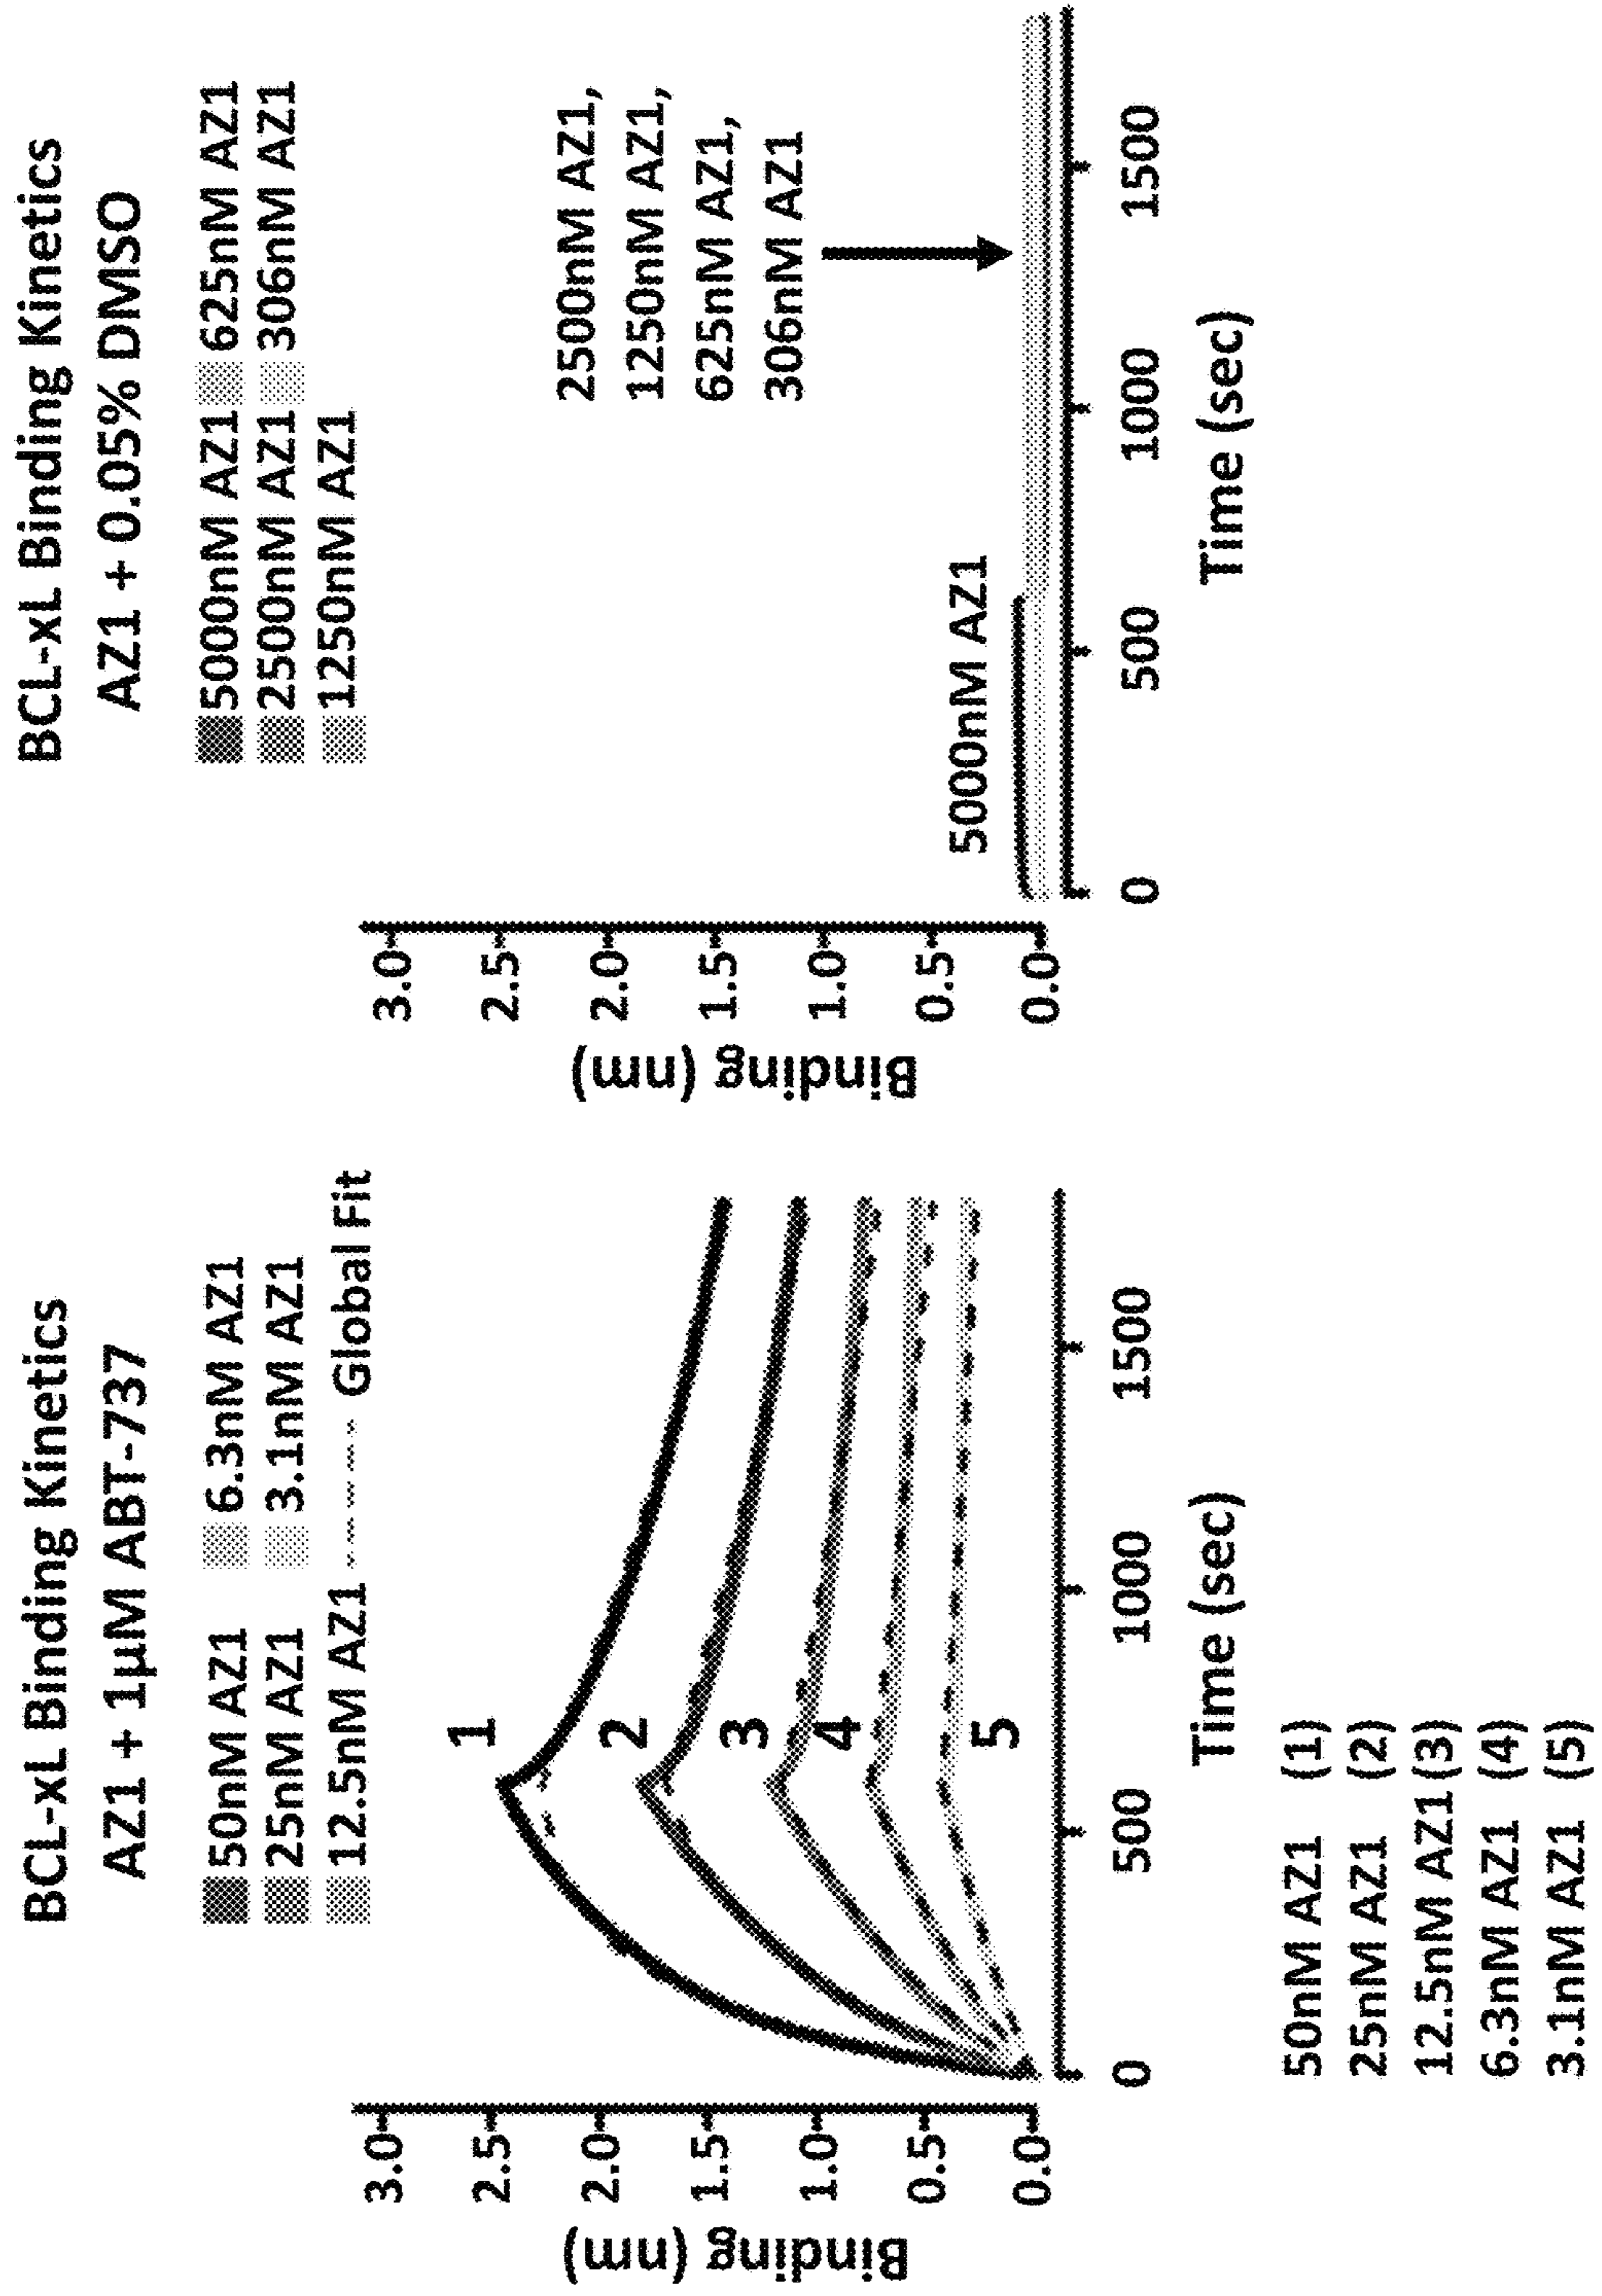 BCL-xL Binding Kinetics
AZ1 + 1µM ABT-737
50nM AZ1 6.3nM AZ1
25nM AZ1 3.1nM AZ1
12.5nM AZ1 Global Fit
Binding (nm)
3.0
2.5
2.0
1.5
1.0
0.5
0.0
1
2
3
4
5
0 500 1000 1500
Time (sec)
50nM AZ1 (1)
25nM AZ1 (2)
12.5nM AZ1 (3)
6.3nM AZ1 (4)
3.1nM AZ1 (5)
BCL-xL Binding Kinetics
AZ1 + 0.05% DMSO
5000nM AZ1 625nM AZ1
2500nM AZ1 306nM AZ1
1250nM AZ1
Binding (nm)
3.0
2.5
2.0
1.5
1.0
0.5
0.0
2500nM AZ1,
1250nM AZ1,
625nM AZ1,
306nM AZ1
5000nM AZ1
0 500 1000 1500
Time (sec)